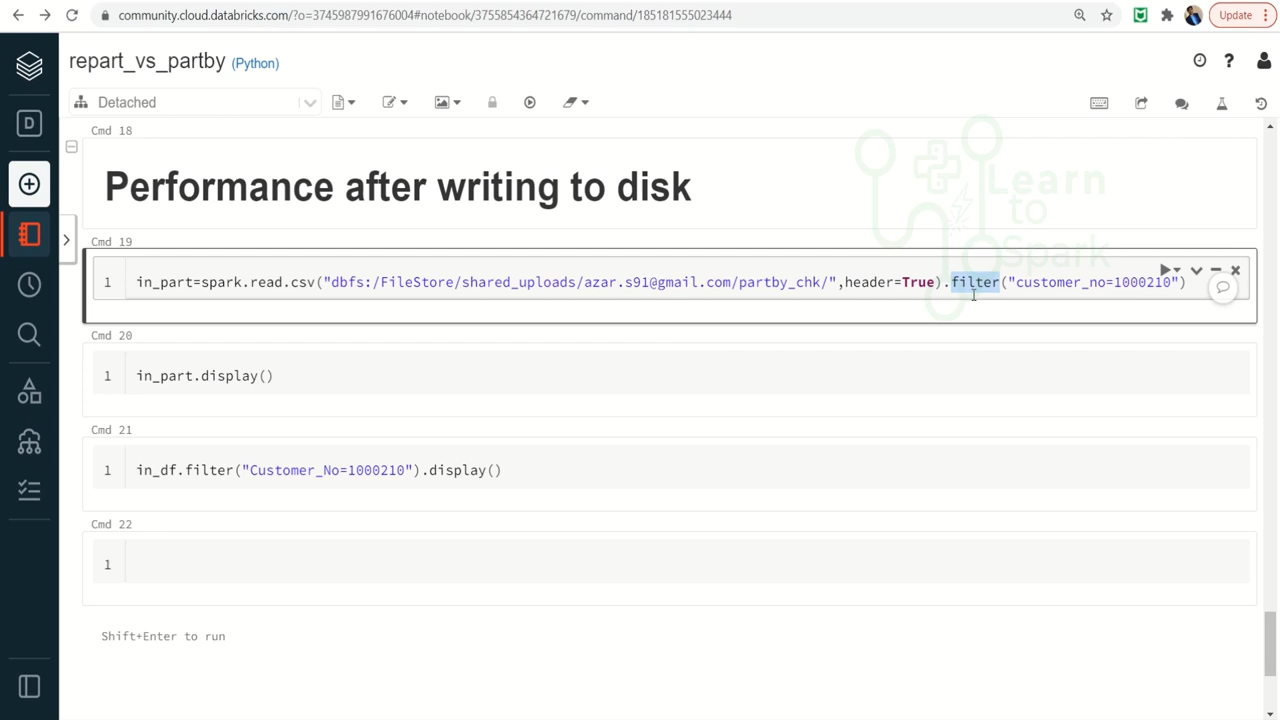 community.cloud.databricks.com/?o=3745987991676004#notebook/3755854364721679/command/185181555023444
Update
repart_vs_partby (Python)
Detached
Cmd 18
Performance after writing to disk
Learn
to
Spark
Cmd 19
1 in_part=spark.read.csv("dbfs:/FileStore/shared_uploads/azar.s91@gmail.com/partby_chk/",header=True).filter("customer_no=1000210")
Cmd 20
1 in_part.display()
Cmd 21
1 in_df.filter("Customer_No=1000210").display()
Cmd 22
1
Shift+Enter to run